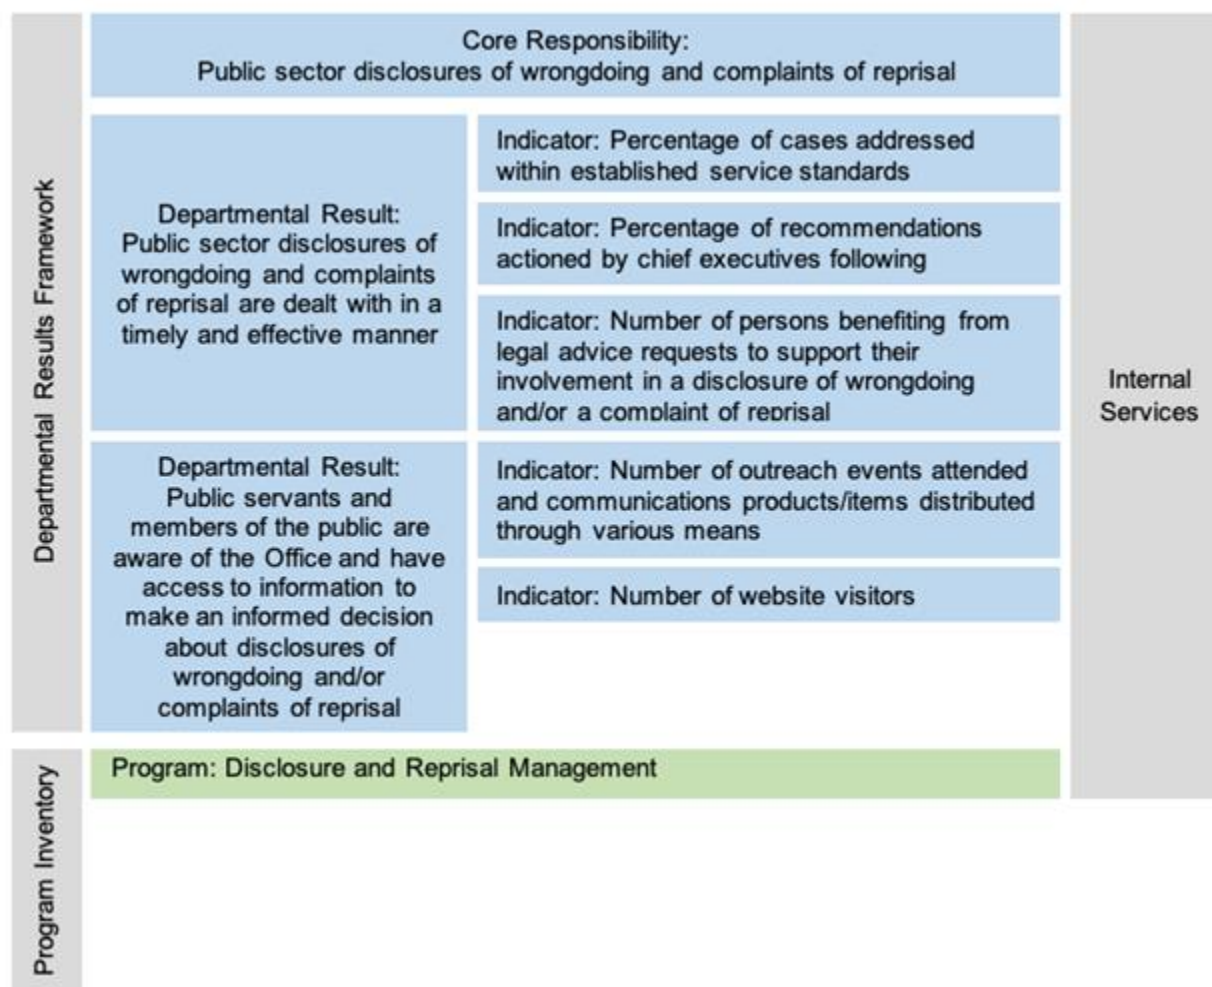 Core Responsibility:
Public sector disclosures of wrongdoing and complaints of reprisal
Departmental Results Framework
Departmental Result:
Public sector disclosures of
wrongdoing and complaints
of reprisal are dealt with in a
timely and effective manner
Indicator: Percentage of cases addressed
within established service standards
Indicator: Percentage of recommendations
actioned by chief executives following
Indicator: Number of persons benefiting from
legal advice requests to support their
involvement in a disclosure of wrongdoing
and/or a complaint of reprisal
Departmental Result:
Public servants and
members of the public are
aware of the Office and have
access to information to
make an informed decision
about disclosures of
wrongdoing and/or
complaints of reprisal
Indicator: Number of outreach events attended
and communications products/items distributed
through various means
Indicator: Number of website visitors
Internal
Services
Program Inventory
Program: Disclosure and Reprisal Management